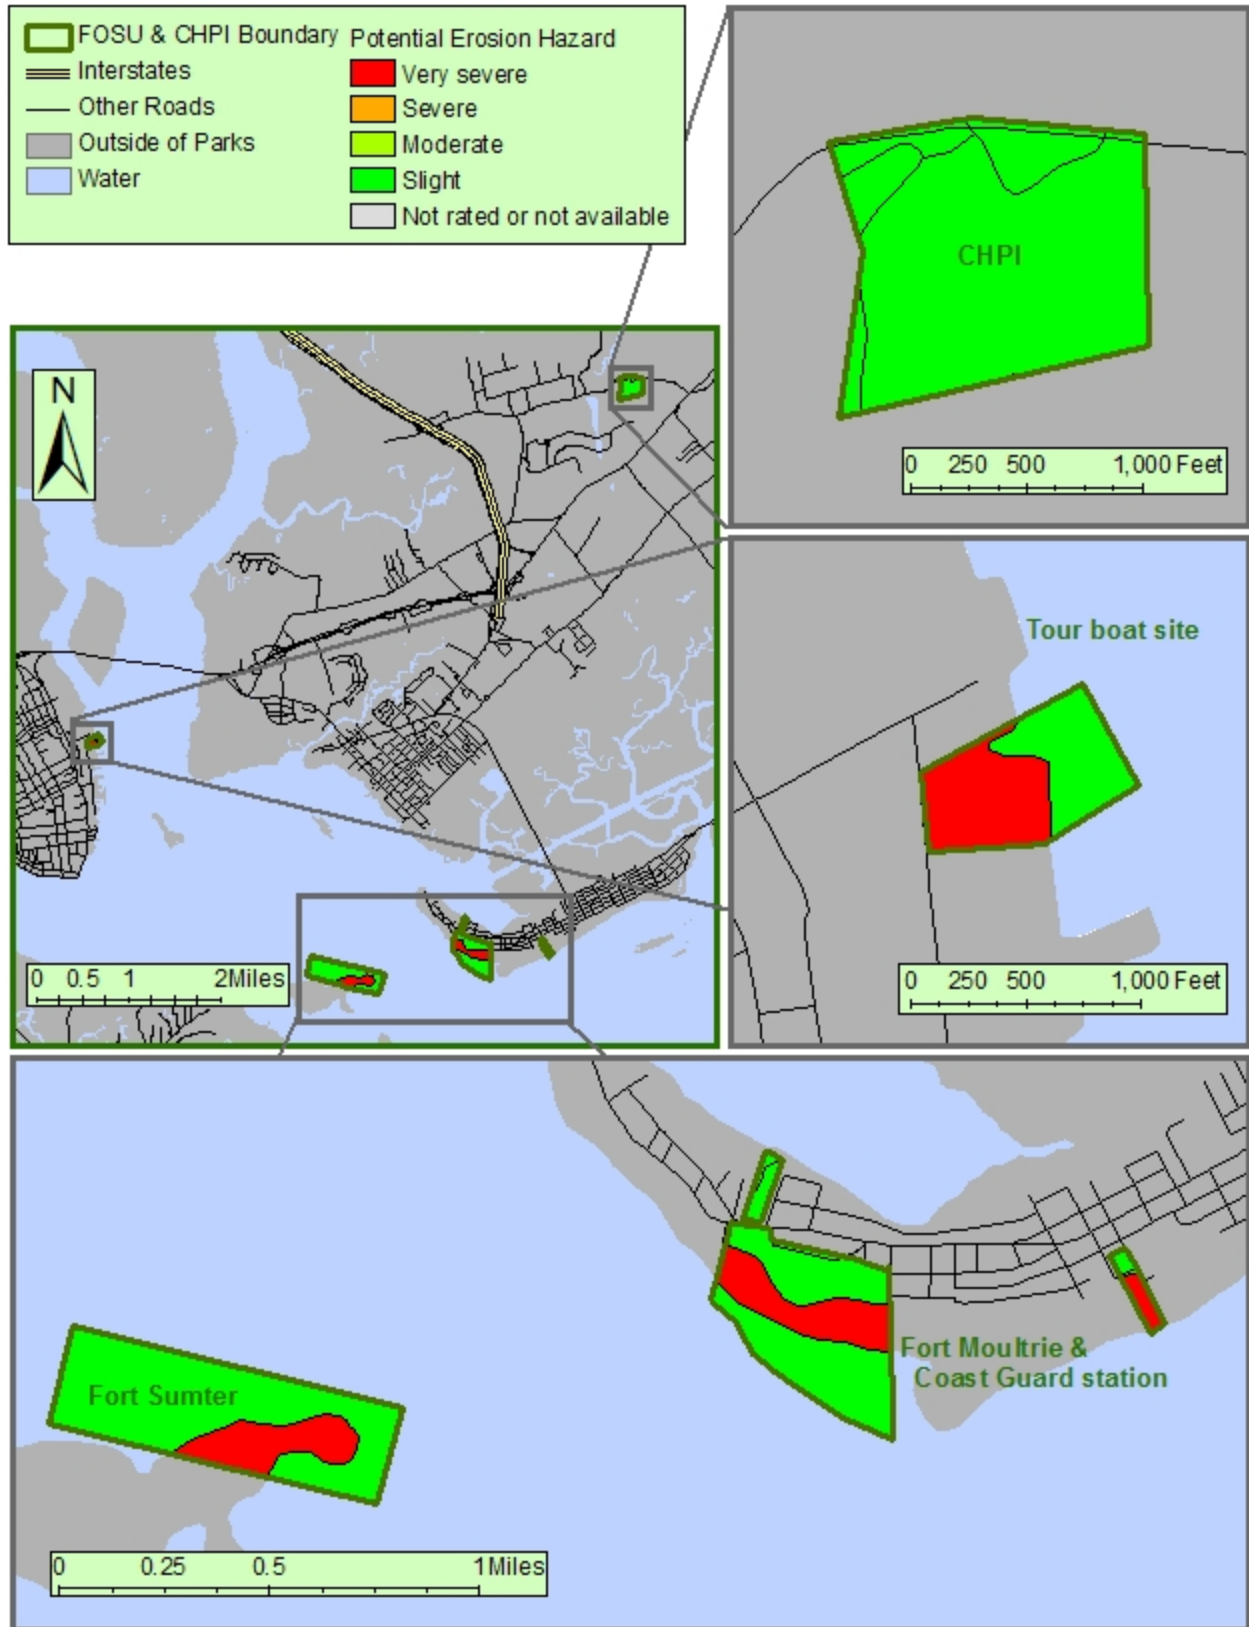 FOSU & CHPI Boundary
Interstates
Other Roads
Outside of Parks
Water
Potential Erosion Hazard
Very severe
Severe
Moderate
Slight
Not rated or not available
CHPI
0 250 500 1,000 Feet
N
0 0.5 1 2Miles
Tour boat site
0 250 500 1,000 Feet
Fort Sumter
Fort Moultrie &
Coast Guard station
0 0.25 0.5 1Miles